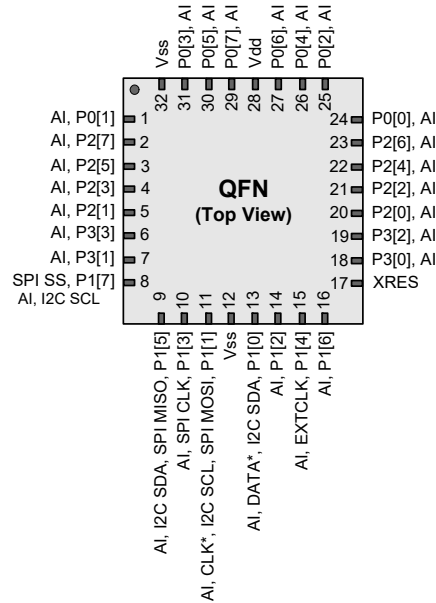 Vss
P0[3], AI
P0[5], AI
P0[7], AI
Vdd
P0[6], AI
P0[4], AI
P0[2], AI
32
31
30
29
28
27
26
25
AI, P0[1] 1
AI, P2[7] 2
AI, P2[5] 3
AI, P2[3] 4
AI, P2[1] 5
AI, P3[3] 6
AI, P3[1] 7
SPI SS, P1[7] 8
AI, I2C SCL
QFN
(Top View)
24 P0[0], AI
23 P2[6], AI
22 P2[4], AI
21 P2[2], AI
20 P2[0], AI
19 P3[2], AI
18 P3[0], AI
17 XRES
9
10
11
12
13
14
15
16
AI, I2C SDA, SPI MISO, P1[5]
AI, SPI CLK, P1[3]
AI, CLK*, I2C SCL, SPI MOSI, P1[1]
Vss
AI, DATA*, I2C SDA, P1[0]
AI, P1[2]
AI, EXTCLK, P1[4]
AI, P1[6]